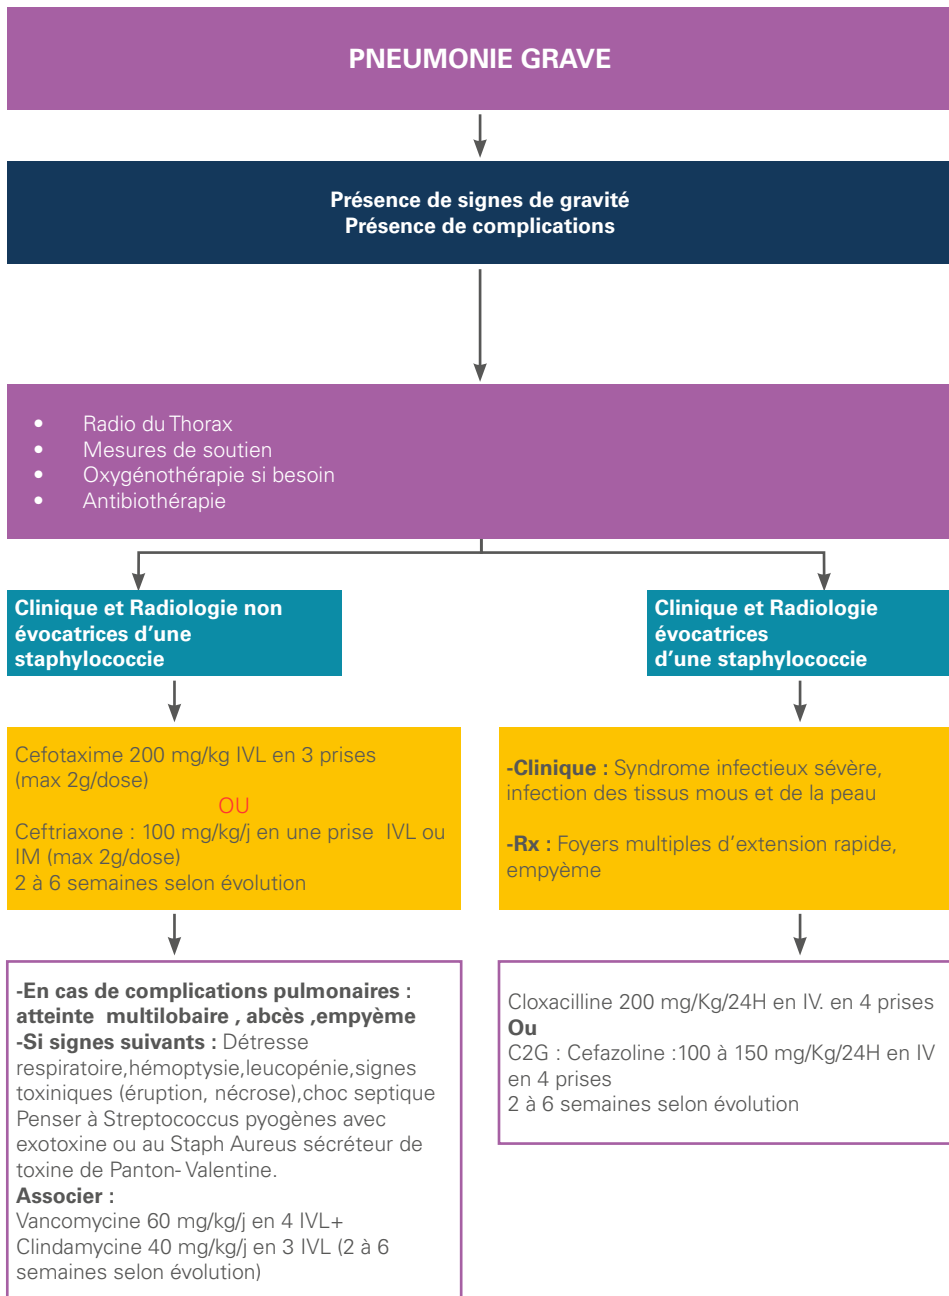 PNEUMONIE GRAVE
Présence de signes de gravité
Présence de complications
• Radio du Thorax
• Mesures de soutien
• Oxygénothérapie si besoin
• Antibiothérapie
Clinique et Radiologie non
évocatrices d'une
staphylococcie
Cefotaxime 200 mg/kg IVL en 3 prises
(max 2g/dose)
OU
Ceftriaxone : 100 mg/kg/j en une prise IVL ou
IM (max 2g/dose)
2 à 6 semaines selon évolution
-En cas de complications pulmonaires :
atteinte multilobaire , abcès ,empyème
-Si signes suivants : Détresse
respiratoire,hémoptysie,leucopénie,signes
toxiniques (éruption, nécrose),choc septique
Penser à Streptococcus pyogènes avec
exotoxine ou au Staph Aureus sécréteur de
toxine de Panton- Valentine.
Associer :
Vancomycine 60 mg/kg/j en 4 IVL+
Clindamycine 40 mg/kg/j en 3 IVL (2 à 6
semaines selon évolution)
Clinique et Radiologie
évocatrices
d'une staphylococcie
-Clinique : Syndrome infectieux sévère,
infection des tissus mous et de la peau
-Rx : Foyers multiples d'extension rapide,
empyème
Cloxacilline 200 mg/Kg/24H en IV. en 4 prises
Ou
C2G : Cefazoline :100 à 150 mg/Kg/24H en IV
en 4 prises
2 à 6 semaines selon évolution